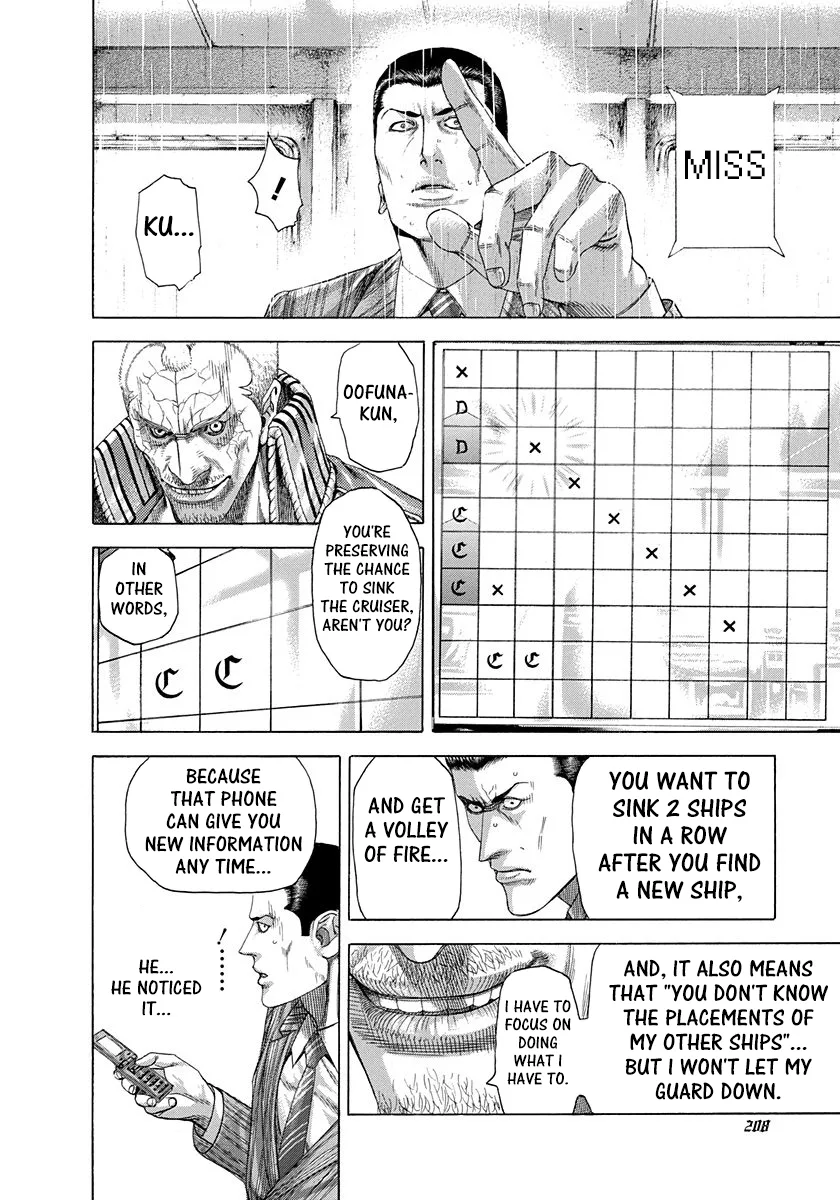 MISS
!
KU...
×
D
D ×
×
C ×
C ×
C × ×
×
C C
OOFUNA-
KUN,
YOU'RE
PRESERVING
THE CHANCE
TO SINK
THE CRUISER,
AREN'T YOU?
IN
OTHER
WORDS,
C C
YOU WANT TO
SINK 2 SHIPS
IN A ROW
AFTER YOU FIND
A NEW SHIP,
AND GET
A VOLLEY
OF FIRE...
AND, IT ALSO MEANS
THAT "YOU DON'T KNOW
THE PLACEMENTS OF
MY OTHER SHIPS"...
BUT I WON'T LET MY
GUARD DOWN.
I HAVE TO
FOCUS ON
DOING
WHAT I
HAVE TO.
BECAUSE
THAT PHONE
CAN GIVE YOU
NEW INFORMATION
ANY TIME...
......!
HE...
HE NOTICED
IT...
208